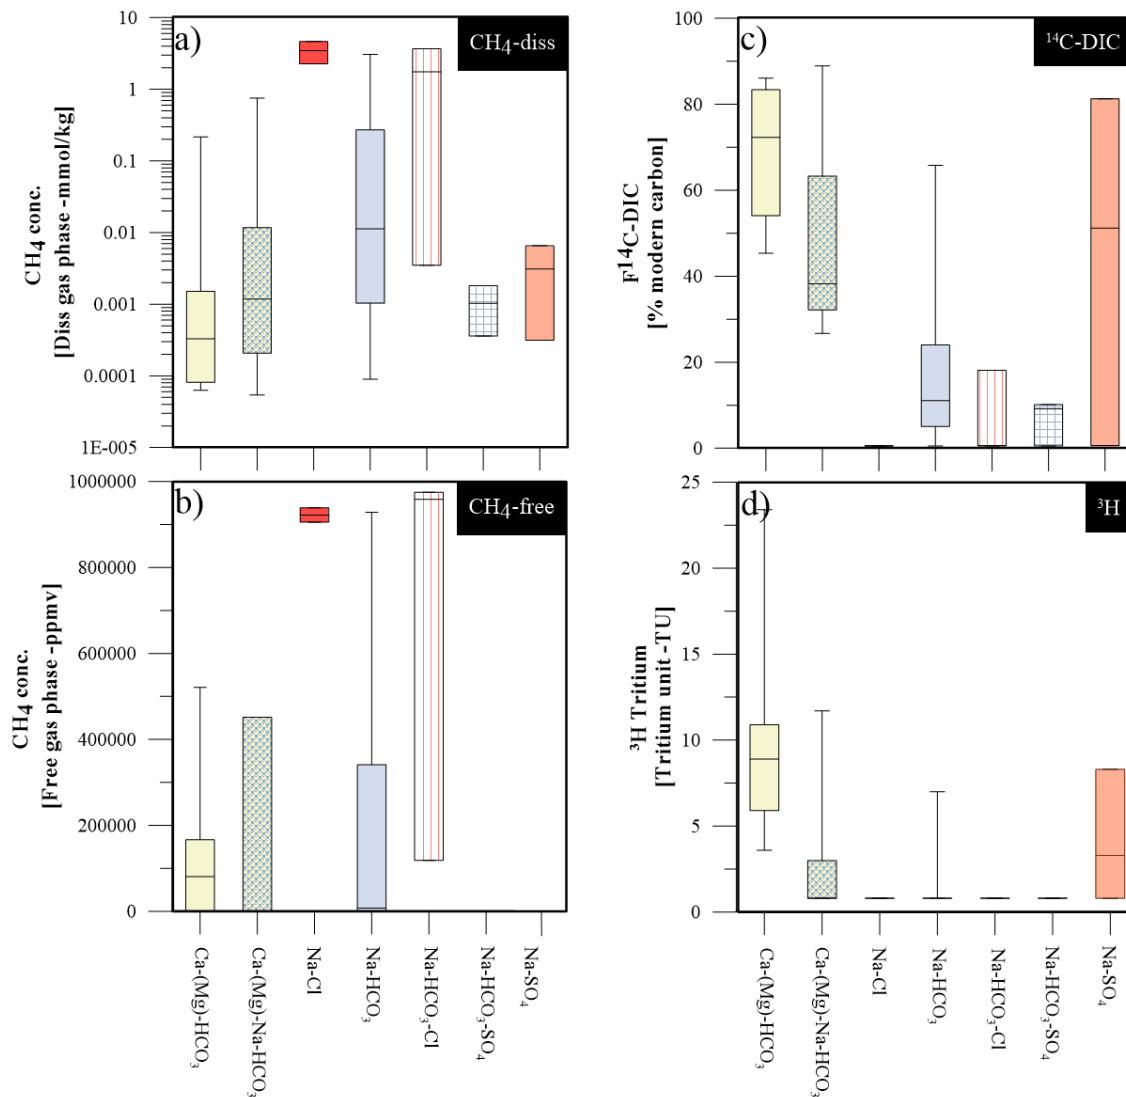 a)
CH₄-diss
CH₄ conc.
[Diss gas phase -mmol/kg]
10
1
0.1
0.01
0.001
0.0001
1E-005
c)
¹⁴C-DIC
F¹⁴C-DIC
[% modern carbon]
100
80
60
40
20
0
b)
CH₄-free
CH₄ conc.
[Free gas phase -ppmv]
1000000
800000
600000
400000
200000
0
Ca-(Mg)-HCO₃
Ca-(Mg)-Na-HCO₃
Na-Cl
Na-HCO₃
Na-HCO₃-Cl
Na-HCO₃-SO₄
Na-SO₄
d)
³H
³H Tritium
[Tritium unit -TU]
25
20
15
10
5
0
Ca-(Mg)-HCO₃
Ca-(Mg)-Na-HCO₃
Na-Cl
Na-HCO₃
Na-HCO₃-Cl
Na-HCO₃-SO₄
Na-SO₄